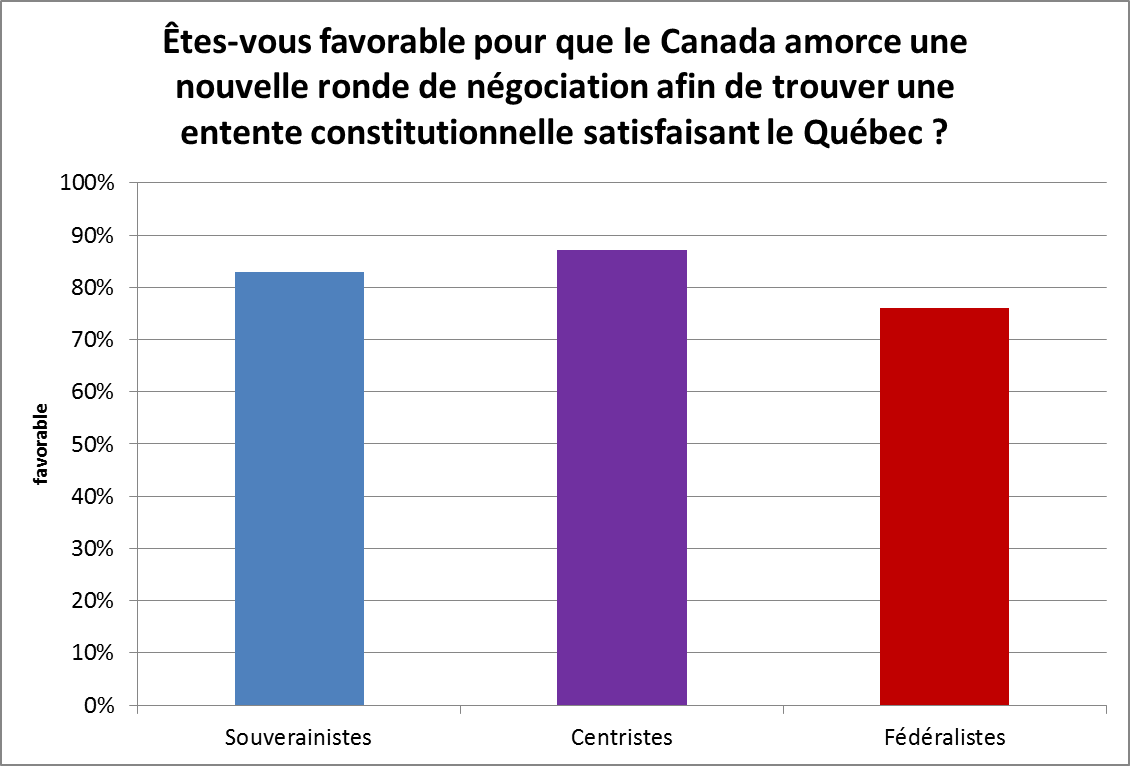 Êtes-vous favorable pour que le Canada amorce une
nouvelle ronde de négociation afin de trouver une
entente constitutionnelle satisfaisant le Québec ?
100%
90%
80%
70%
60%
50%
40%
30%
20%
10%
0%
favorable
Souverainistes
Centristes
Fédéralistes